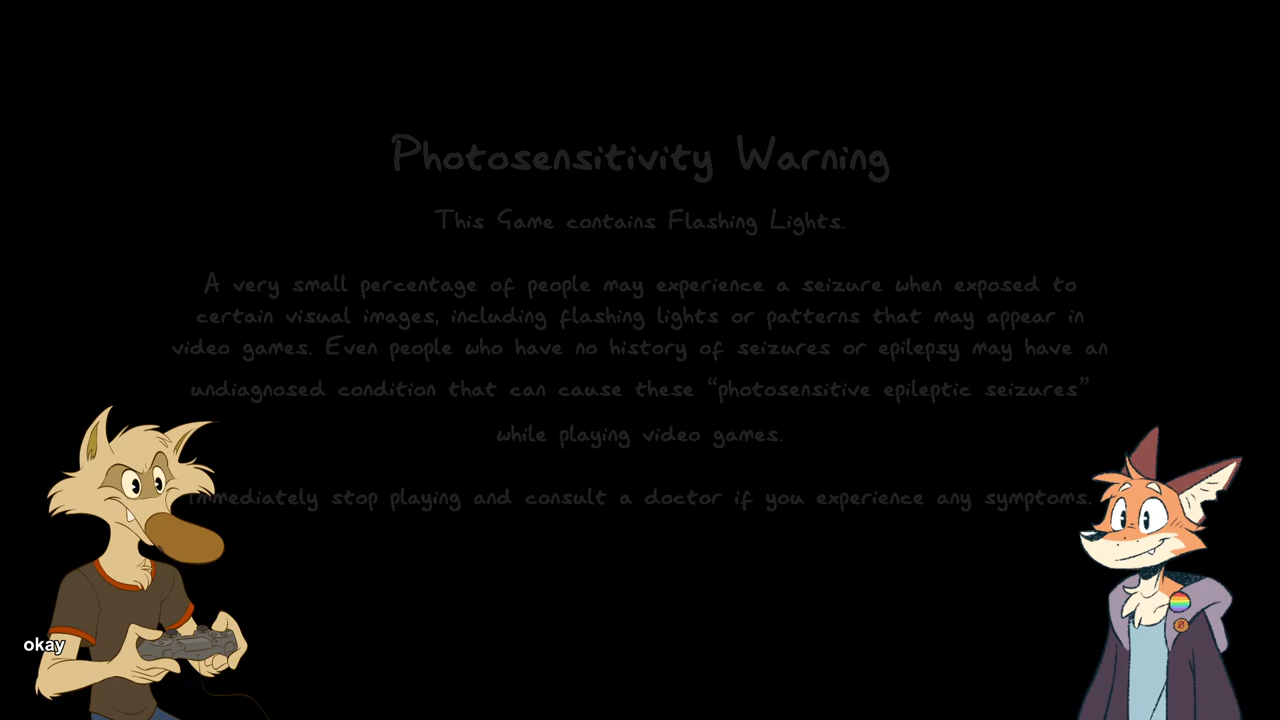 Photosensitivity Warning
This Game contains Flashing Lights.
A very small percentage of people may experience a seizure when exposed to
certain visual images, including flashing lights or patterns that may appear in
video games. Even people who have no history of seizures or epilepsy may have an
undiagnosed condition that can cause these “photosensitive epileptic seizures”
while playing video games.
Immediately stop playing and consult a doctor if you experience any symptoms.
okay